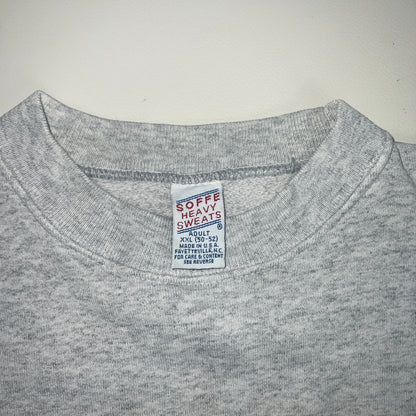 SOFFE
HEAVY
SWEATS®
ADULT
XXL (50-52)
MADE IN U.S.A.
FAYETTEVILLE, N.C.
FOR CARE & CONTENT
SEE REVERSE